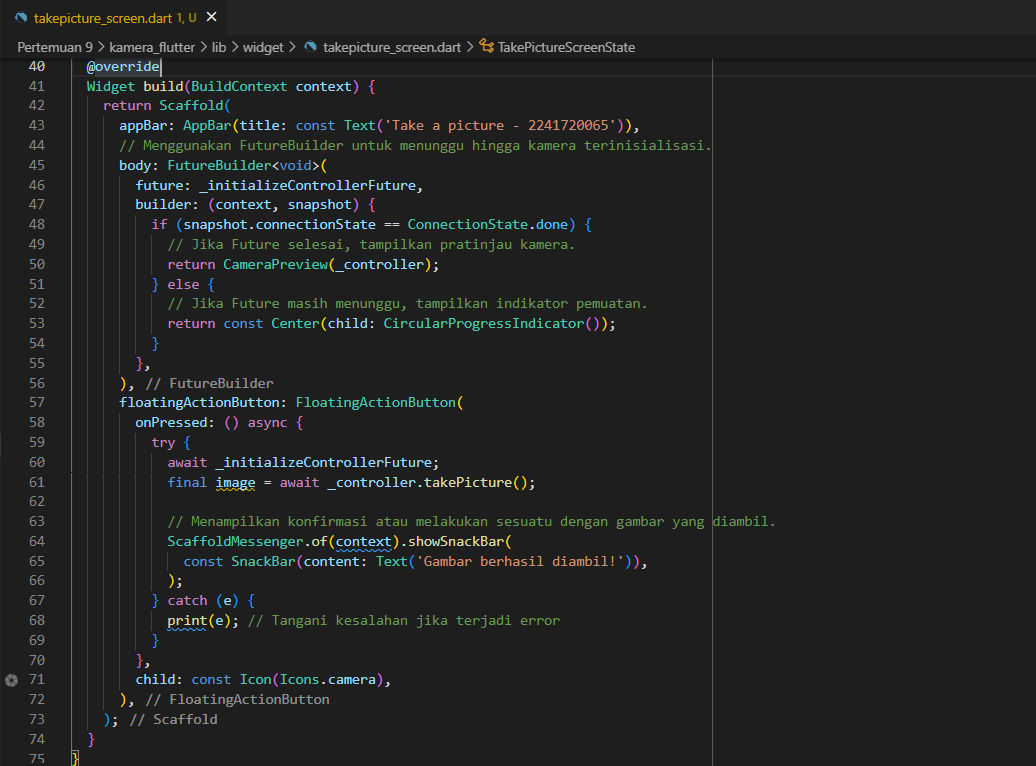 takepicture_screen.dart 1, U ×
Pertemuan 9 > kamera_flutter > lib > widget > takepicture_screen.dart > TakePictureScreenState
40 @override
41 Widget build(BuildContext context) {
42 return Scaffold(
43 appBar: AppBar(title: const Text('Take a picture - 2241720065')),
44 // Menggunakan FutureBuilder untuk menunggu hingga kamera terinisialisasi.
45 body: FutureBuilder<void>(
46 future: _initializeControllerFuture,
47 builder: (context, snapshot) {
48 if (snapshot.connectionState == ConnectionState.done) {
49 // Jika Future selesai, tampilkan pratinjau kamera.
50 return CameraPreview(_controller);
51 } else {
52 // Jika Future masih menunggu, tampilkan indikator pemuatan.
53 return const Center(child: CircularProgressIndicator());
54 }
55 },
56 ), // FutureBuilder
57 floatingActionButton: FloatingActionButton(
58 onPressed: () async {
59 try {
60 await _initializeControllerFuture;
61 final image = await _controller.takePicture();
62
63 // Menampilkan konfirmasi atau melakukan sesuatu dengan gambar yang diambil.
64 ScaffoldMessenger.of(context).showSnackBar(
65 const SnackBar(content: Text('Gambar berhasil diambil!')),
66 );
67 } catch (e) {
68 print(e); // Tangani kesalahan jika terjadi error
69 }
70 },
71 child: const Icon(Icons.camera),
72 ), // FloatingActionButton
73 ); // Scaffold
74 }
75 }